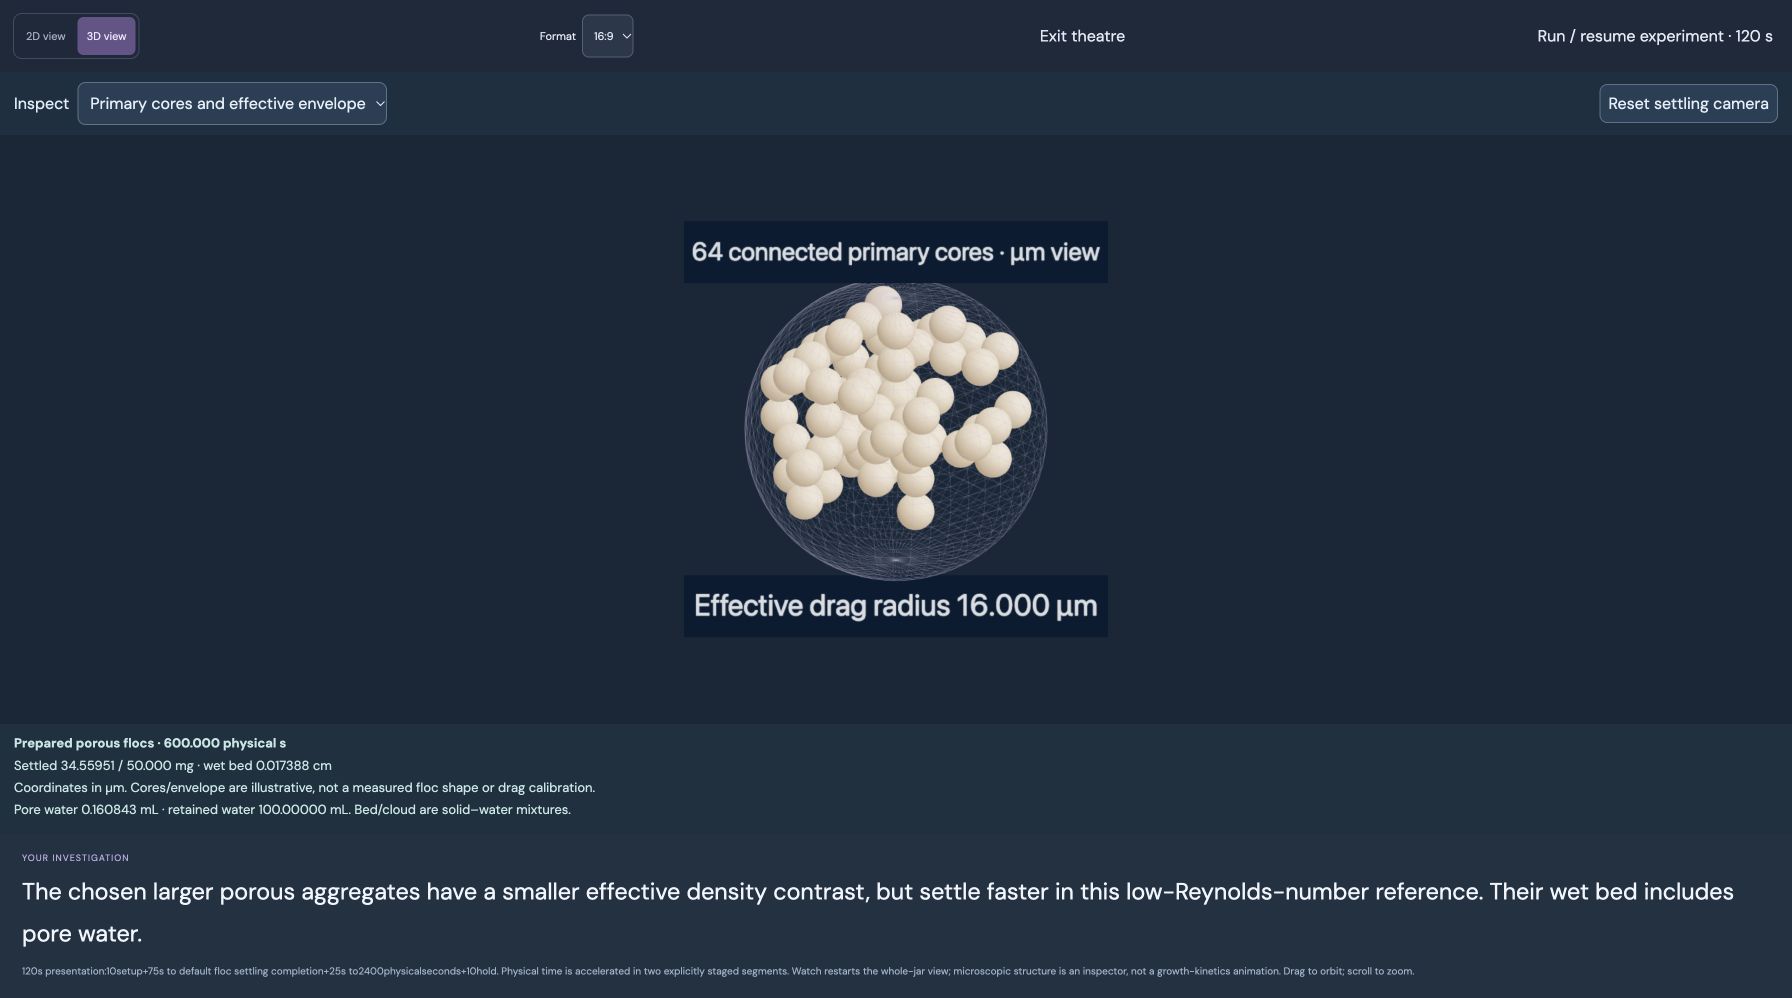 2D view
3D view
Format
16:9
Exit theatre
Run / resume experiment · 120 s
Inspect
Primary cores and effective envelope
Reset settling camera
64 connected primary cores · μm view
Effective drag radius 16.000 μm
Prepared porous flocs · 600.000 physical s
Settled 34.55951 / 50.000 mg · wet bed 0.017388 cm
Coordinates in μm. Cores/envelope are illustrative, not a measured floc shape or drag calibration.
Pore water 0.160843 mL · retained water 100.00000 mL. Bed/cloud are solid–water mixtures.
YOUR INVESTIGATION
The chosen larger porous aggregates have a smaller effective density contrast, but settle faster in this low-Reynolds-number reference. Their wet bed includes
pore water.
120s presentation:10setup+75s to default floc settling completion+25s to2400physicalseconds+10hold. Physical time is accelerated in two explicitly staged segments. Watch restarts the whole-jar view; microscopic structure is an inspector, not a growth-kinetics animation. Drag to orbit; scroll to zoom.